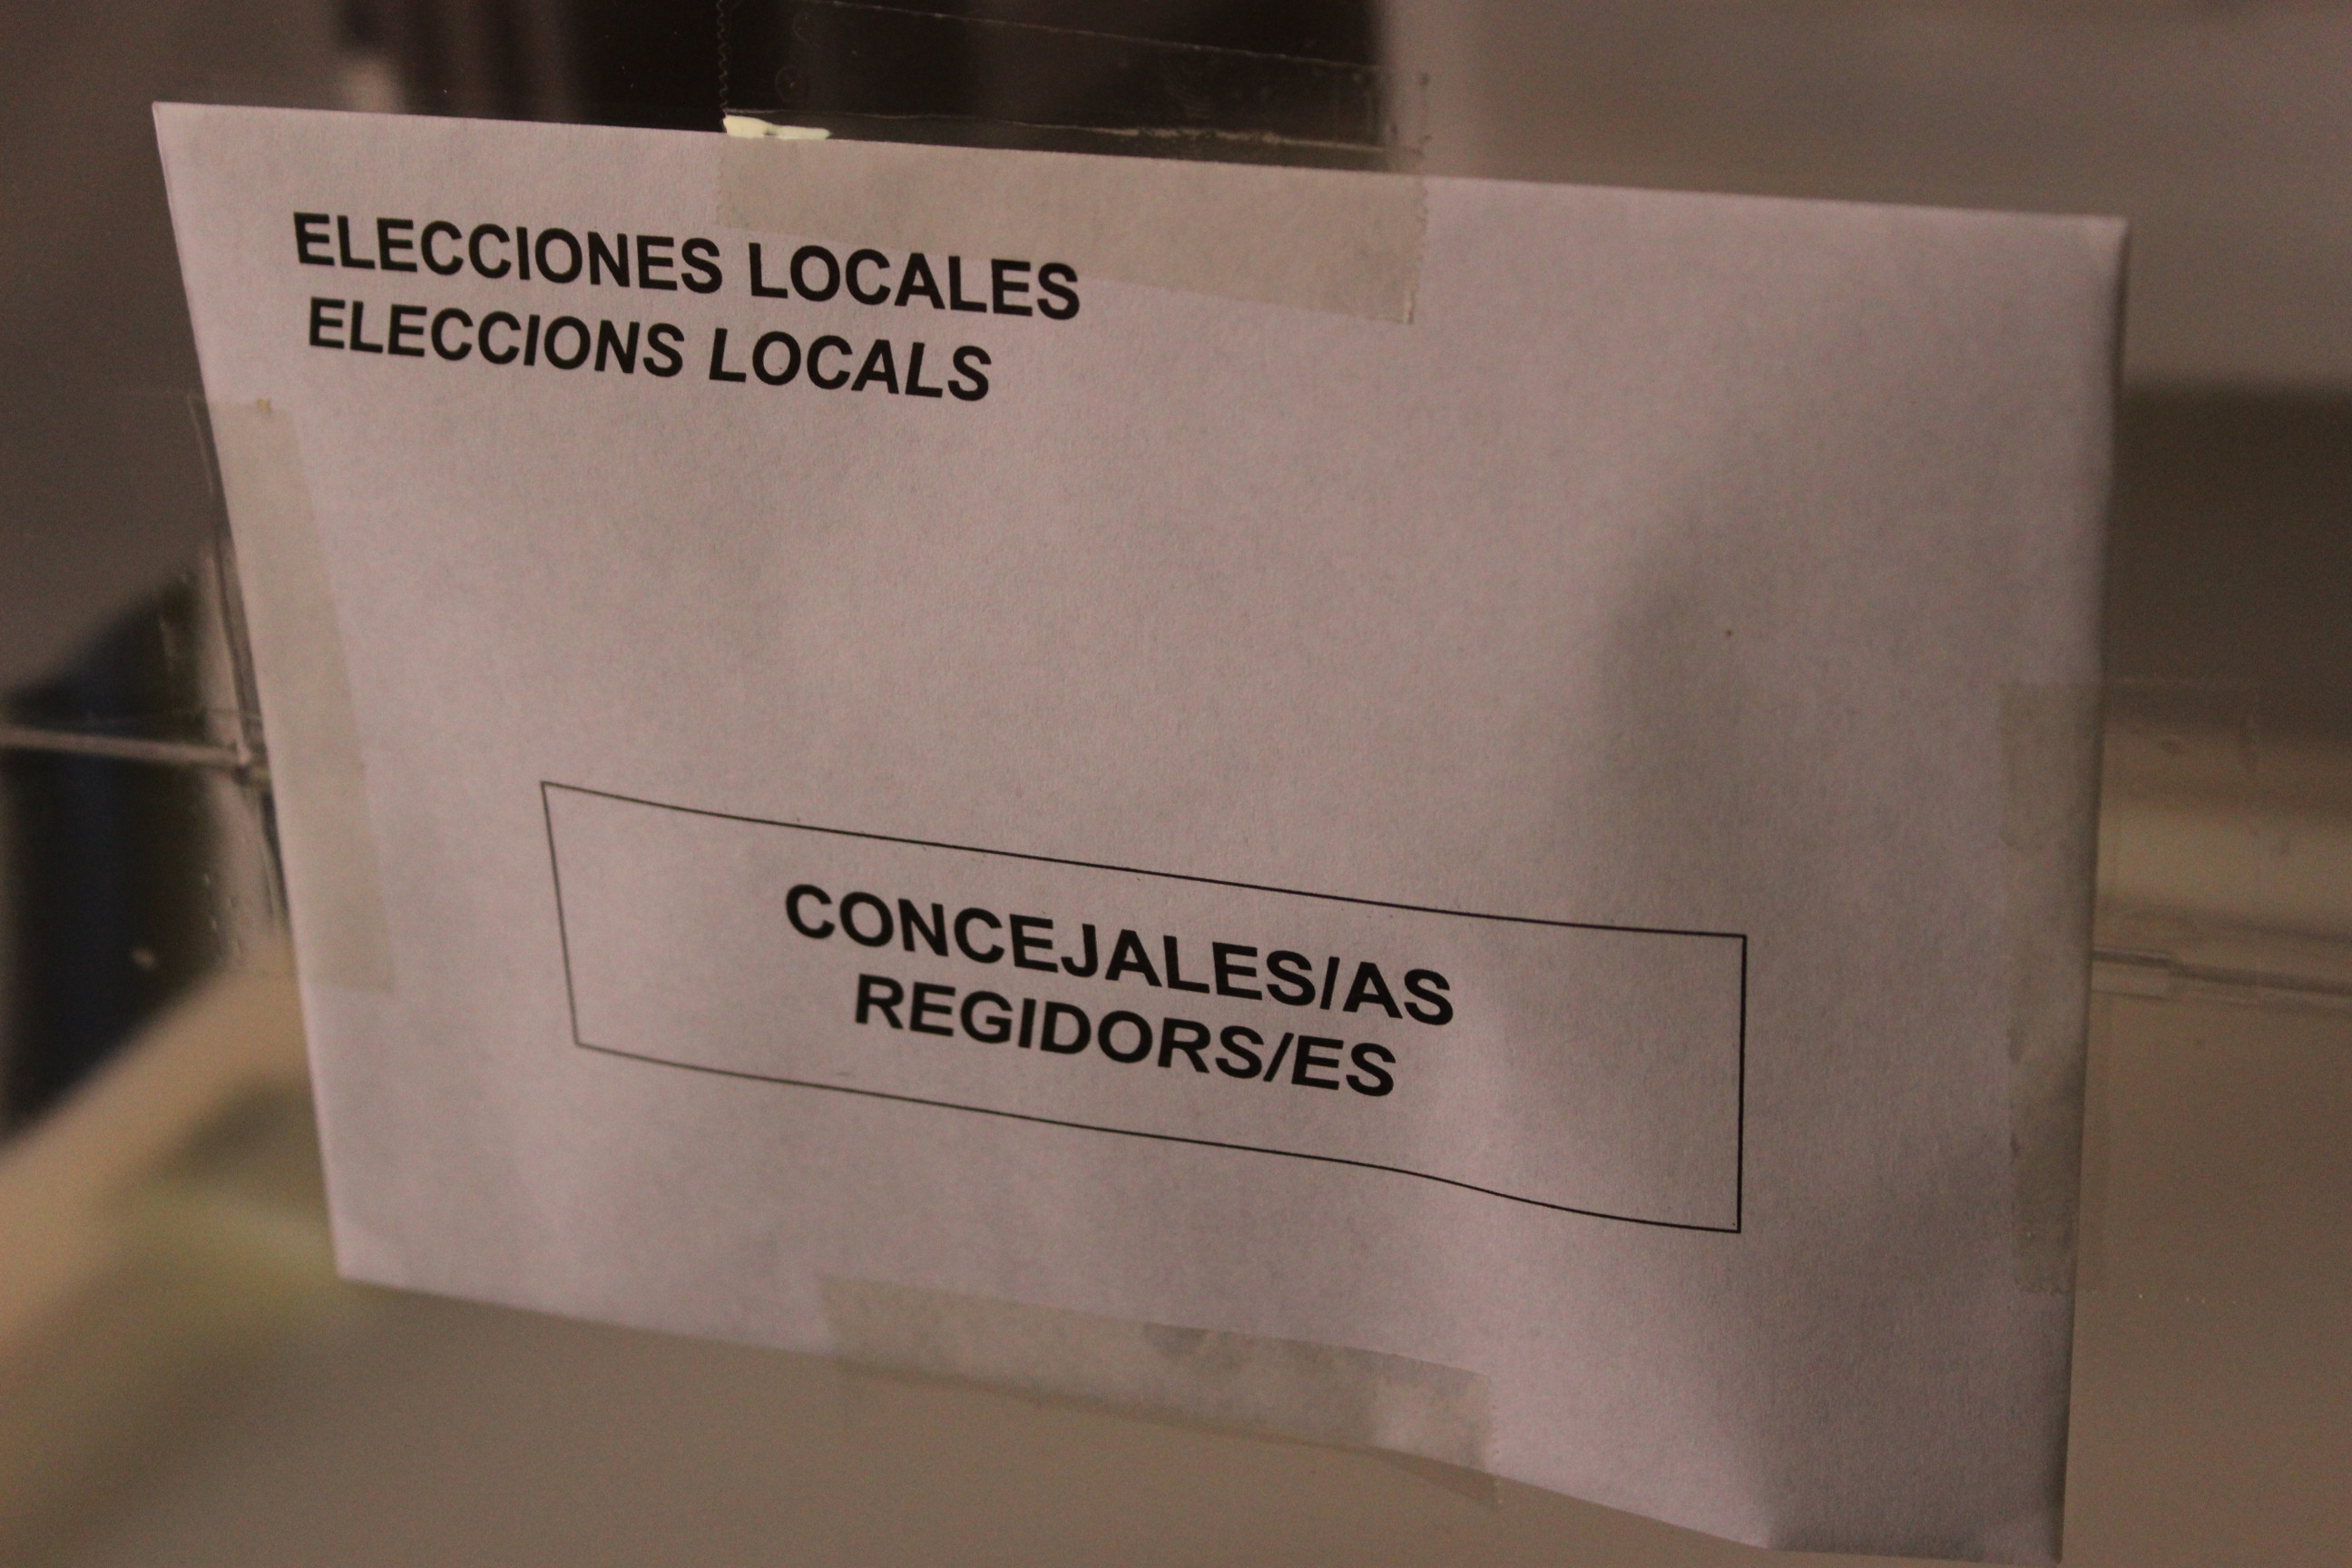 ELECCIONES LOCALES
ELECCIONS LOCALS
CONCEJALES/AS
REGIDORS/ES